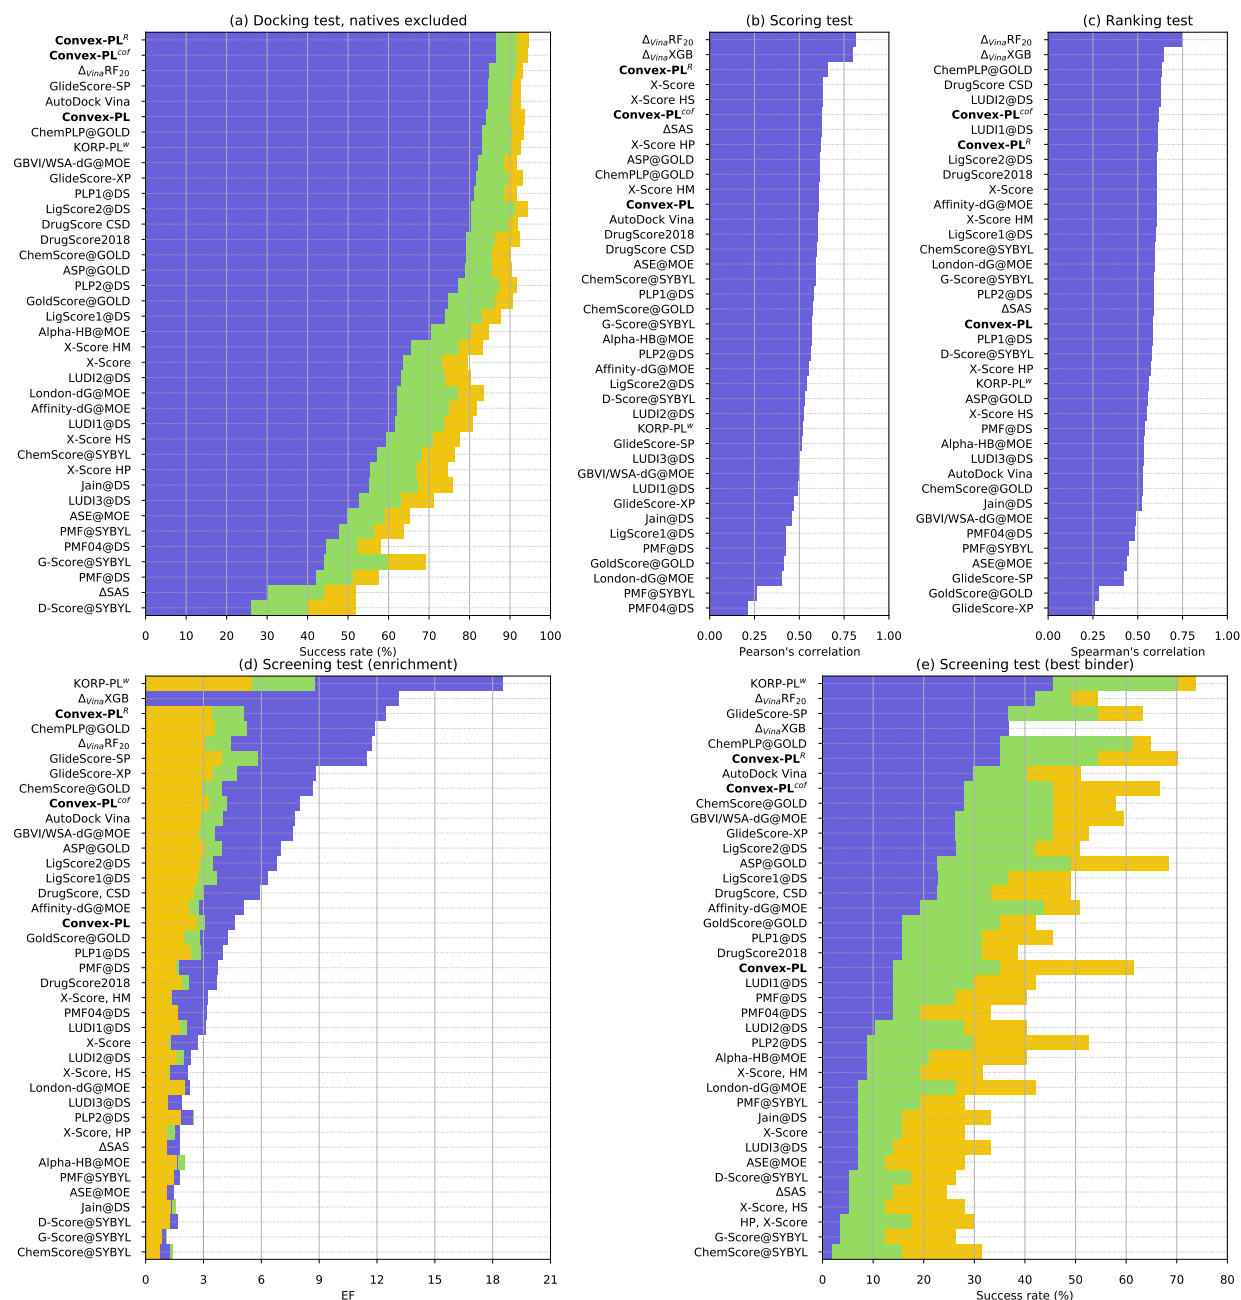 (a) Docking test, natives excluded
Convex-PL^R
Convex-PL^cof
Δ_VinaRF_20
GlideScore-SP
AutoDock Vina
Convex-PL
ChemPLP@GOLD
KORP-PL^w
GBVI/WSA-dG@MOE
GlideScore-XP
PLP1@DS
LigScore2@DS
DrugScore CSD
DrugScore2018
ChemScore@GOLD
ASP@GOLD
PLP2@DS
GoldScore@GOLD
LigScore1@DS
Alpha-HB@MOE
X-Score HM
X-Score
LUDI2@DS
London-dG@MOE
Affinity-dG@MOE
LUDI1@DS
X-Score HS
ChemScore@SYBYL
X-Score HP
Jain@DS
LUDI3@DS
ASE@MOE
PMF@SYBYL
PMF04@DS
G-Score@SYBYL
PMF@DS
ΔSAS
D-Score@SYBYL
0 10 20 30 40 50 60 70 80 90 100
Success rate (%)
(b) Scoring test
Δ_VinaRF_20
Δ_VinaXGB
Convex-PL^R
X-Score
X-Score HS
Convex-PL^cof
ΔSAS
X-Score HP
ASP@GOLD
ChemPLP@GOLD
X-Score HM
Convex-PL
AutoDock Vina
DrugScore2018
DrugScore CSD
ASE@MOE
ChemScore@SYBYL
PLP1@DS
ChemScore@GOLD
G-Score@SYBYL
Alpha-HB@MOE
PLP2@DS
Affinity-dG@MOE
LigScore2@DS
D-Score@SYBYL
LUDI2@DS
KORP-PL^w
GlideScore-SP
LUDI3@DS
GBVI/WSA-dG@MOE
LUDI1@DS
GlideScore-XP
Jain@DS
LigScore1@DS
PMF@DS
GoldScore@GOLD
London-dG@MOE
PMF@SYBYL
PMF04@DS
0.00 0.25 0.50 0.75 1.00
Pearson's correlation
(c) Ranking test
Δ_VinaRF_20
Δ_VinaXGB
ChemPLP@GOLD
DrugScore CSD
LUDI2@DS
Convex-PL^cof
LUDI1@DS
Convex-PL^R
LigScore2@DS
DrugScore2018
X-Score
Affinity-dG@MOE
X-Score HM
LigScore1@DS
ChemScore@SYBYL
London-dG@MOE
G-Score@SYBYL
PLP2@DS
ΔSAS
Convex-PL
PLP1@DS
D-Score@SYBYL
X-Score HP
KORP-PL^w
ASP@GOLD
X-Score HS
PMF@DS
Alpha-HB@MOE
LUDI3@DS
AutoDock Vina
ChemScore@GOLD
Jain@DS
GBVI/WSA-dG@MOE
PMF04@DS
PMF@SYBYL
ASE@MOE
GlideScore-SP
GoldScore@GOLD
GlideScore-XP
0.00 0.25 0.50 0.75 1.00
Spearman's correlation
(d) Screening test (enrichment)
KORP-PL^w
Δ_VinaXGB
Convex-PL^R
ChemPLP@GOLD
Δ_VinaRF_20
GlideScore-SP
GlideScore-XP
ChemScore@GOLD
Convex-PL^cof
AutoDock Vina
GBVI/WSA-dG@MOE
ASP@GOLD
LigScore2@DS
LigScore1@DS
DrugScore, CSD
Affinity-dG@MOE
Convex-PL
GoldScore@GOLD
PLP1@DS
PMF@DS
DrugScore2018
X-Score, HM
PMF04@DS
LUDI1@DS
X-Score
LUDI2@DS
X-Score, HS
London-dG@MOE
LUDI3@DS
PLP2@DS
X-Score, HP
ΔSAS
Alpha-HB@MOE
PMF@SYBYL
ASE@MOE
Jain@DS
D-Score@SYBYL
G-Score@SYBYL
ChemScore@SYBYL
0 3 6 9 12 15 18 21
EF
(e) Screening test (best binder)
KORP-PL^w
Δ_VinaRF_20
GlideScore-SP
Δ_VinaXGB
ChemPLP@GOLD
Convex-PL^R
AutoDock Vina
Convex-PL^cof
ChemScore@GOLD
GBVI/WSA-dG@MOE
GlideScore-XP
LigScore2@DS
ASP@GOLD
LigScore1@DS
DrugScore, CSD
Affinity-dG@MOE
GoldScore@GOLD
PLP1@DS
DrugScore2018
Convex-PL
LUDI1@DS
PMF@DS
PMF04@DS
LUDI2@DS
PLP2@DS
Alpha-HB@MOE
X-Score, HM
London-dG@MOE
PMF@SYBYL
Jain@DS
X-Score
LUDI3@DS
ASE@MOE
D-Score@SYBYL
ΔSAS
X-Score, HS
HP, X-Score
G-Score@SYBYL
ChemScore@SYBYL
0 10 20 30 40 50 60 70 80
Success rate (%)